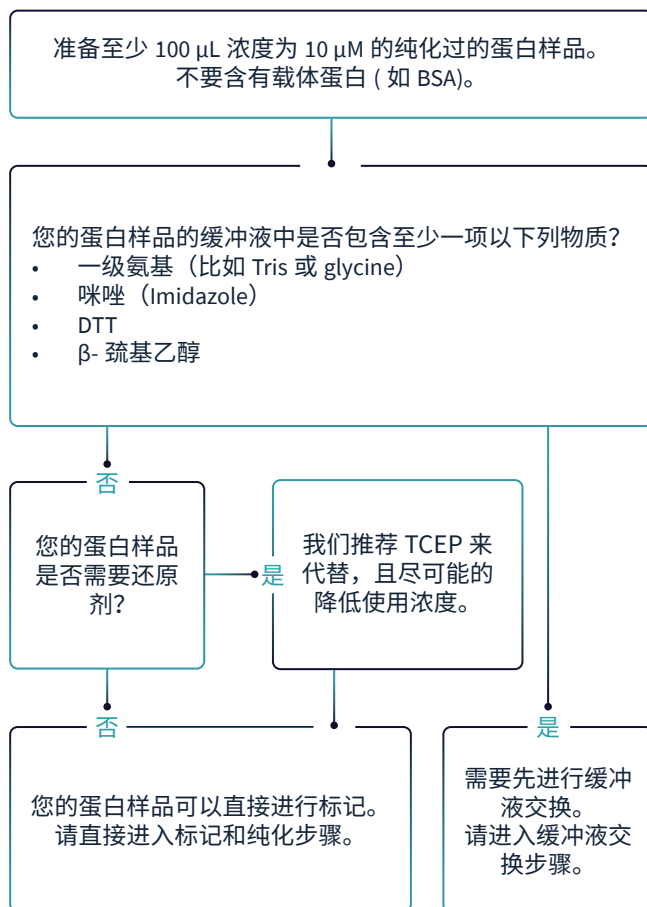 准备至少 100 μL 浓度为 10 μM 的纯化过的蛋白样品。
不要含有载体蛋白 ( 如 BSA)。
您的蛋白样品的缓冲液中是否包含至少一项以下列物质？
• 一级氨基（比如 Tris 或 glycine）
• 咪唑（Imidazole）
• DTT
• β- 巯基乙醇
否
您的蛋白样品
是否需要还原
剂？
是
我们推荐 TCEP 来
代替，且尽可能的
降低使用浓度。
否
您的蛋白样品可以直接进行标记。
请直接进入标记和纯化步骤。
是
需要先进行缓冲
液交换。
请进入缓冲液交
换步骤。